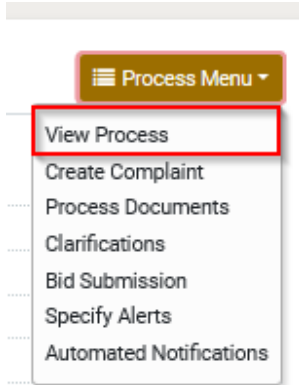 Process Menu
View Process
Create Complaint
Process Documents
Clarifications
Bid Submission
Specify Alerts
Automated Notifications